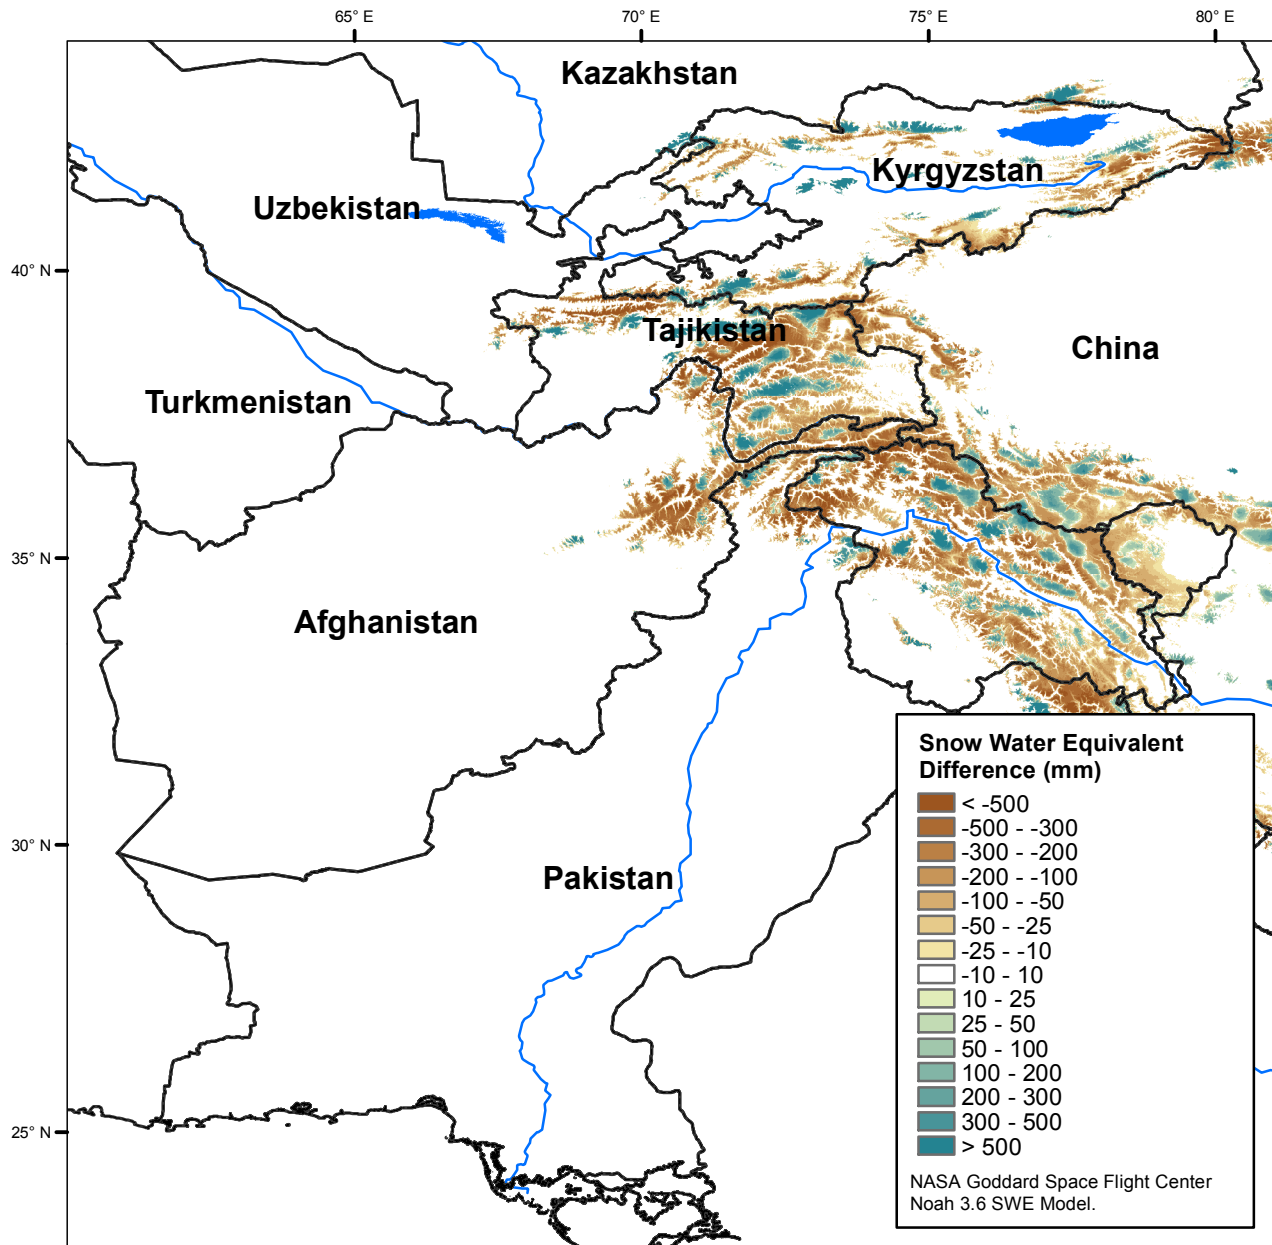 65° E
70° E
75° E
80° E
Kazakhstan
Kyrgyzstan
Uzbekistan
40° N
Tajikistan
China
Turkmenistan
35° N
Afghanistan
30° N
Pakistan
25° N
Snow Water Equivalent
Difference (mm)
< -500
-500 - -300
-300 - -200
-200 - -100
-100 - -50
-50 - -25
-25 - -10
-10 - 10
10 - 25
25 - 50
50 - 100
100 - 200
200 - 300
300 - 500
> 500
NASA Goddard Space Flight Center
Noah 3.6 SWE Model.